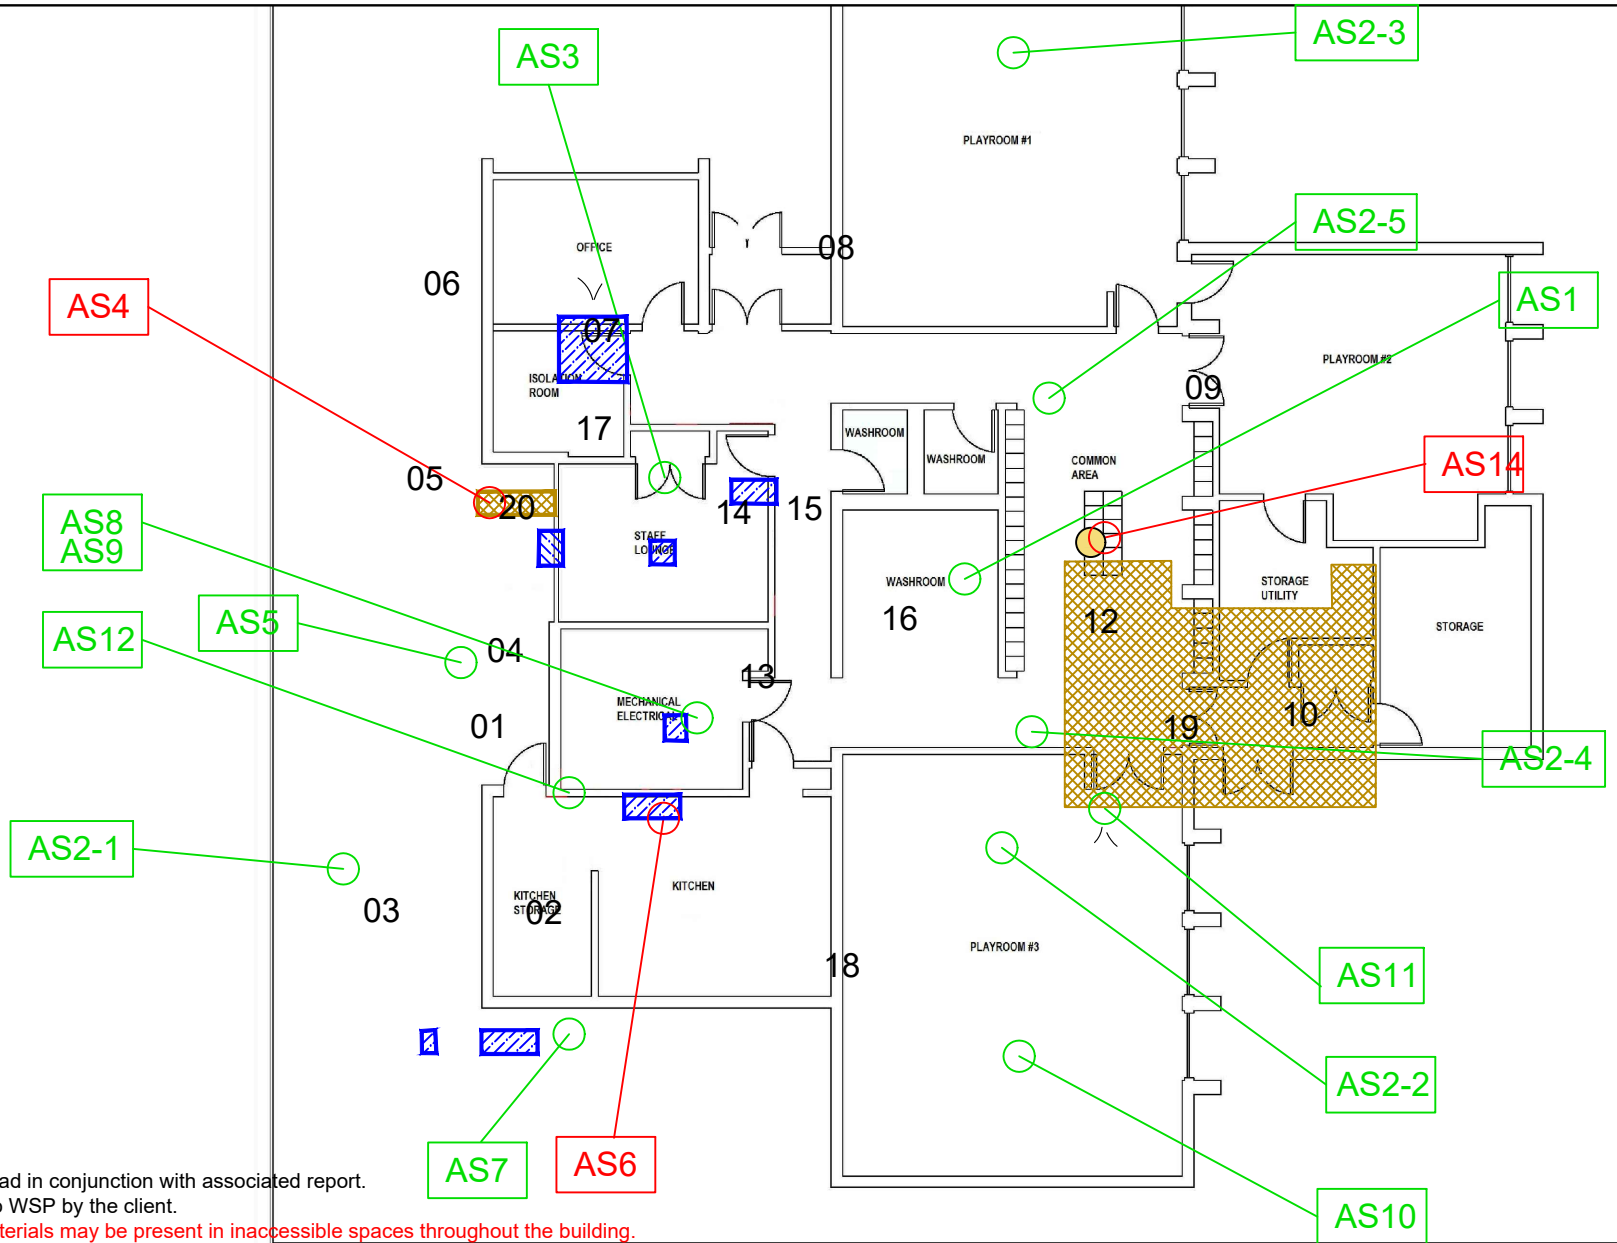 AS2-3
AS3
PLAYROOM #1
AS2-5
OFFICE
08
06
AS1
AS4
07
PLAYROOM #2
ISOLATION
ROOM
09
17
WASHROOM
WASHROOM
COMMON
AREA
AS14
05
20
14
15
AS8
AS9
STAFF
LOUNGE
WASHROOM
STORAGE
UTILITY
AS5
16
12
STORAGE
AS12
04
13
MECHANICAL
ELECTRICAL
01
19
10
AS2-4
AS2-1
KITCHEN
KITCHEN
STORAGE
03
02
PLAYROOM #3
18
AS11
AS2-2
AS7
AS6
ad in conjunction with associated report.
o WSP by the client.
terials may be present in inaccessible spaces throughout the building.
AS10